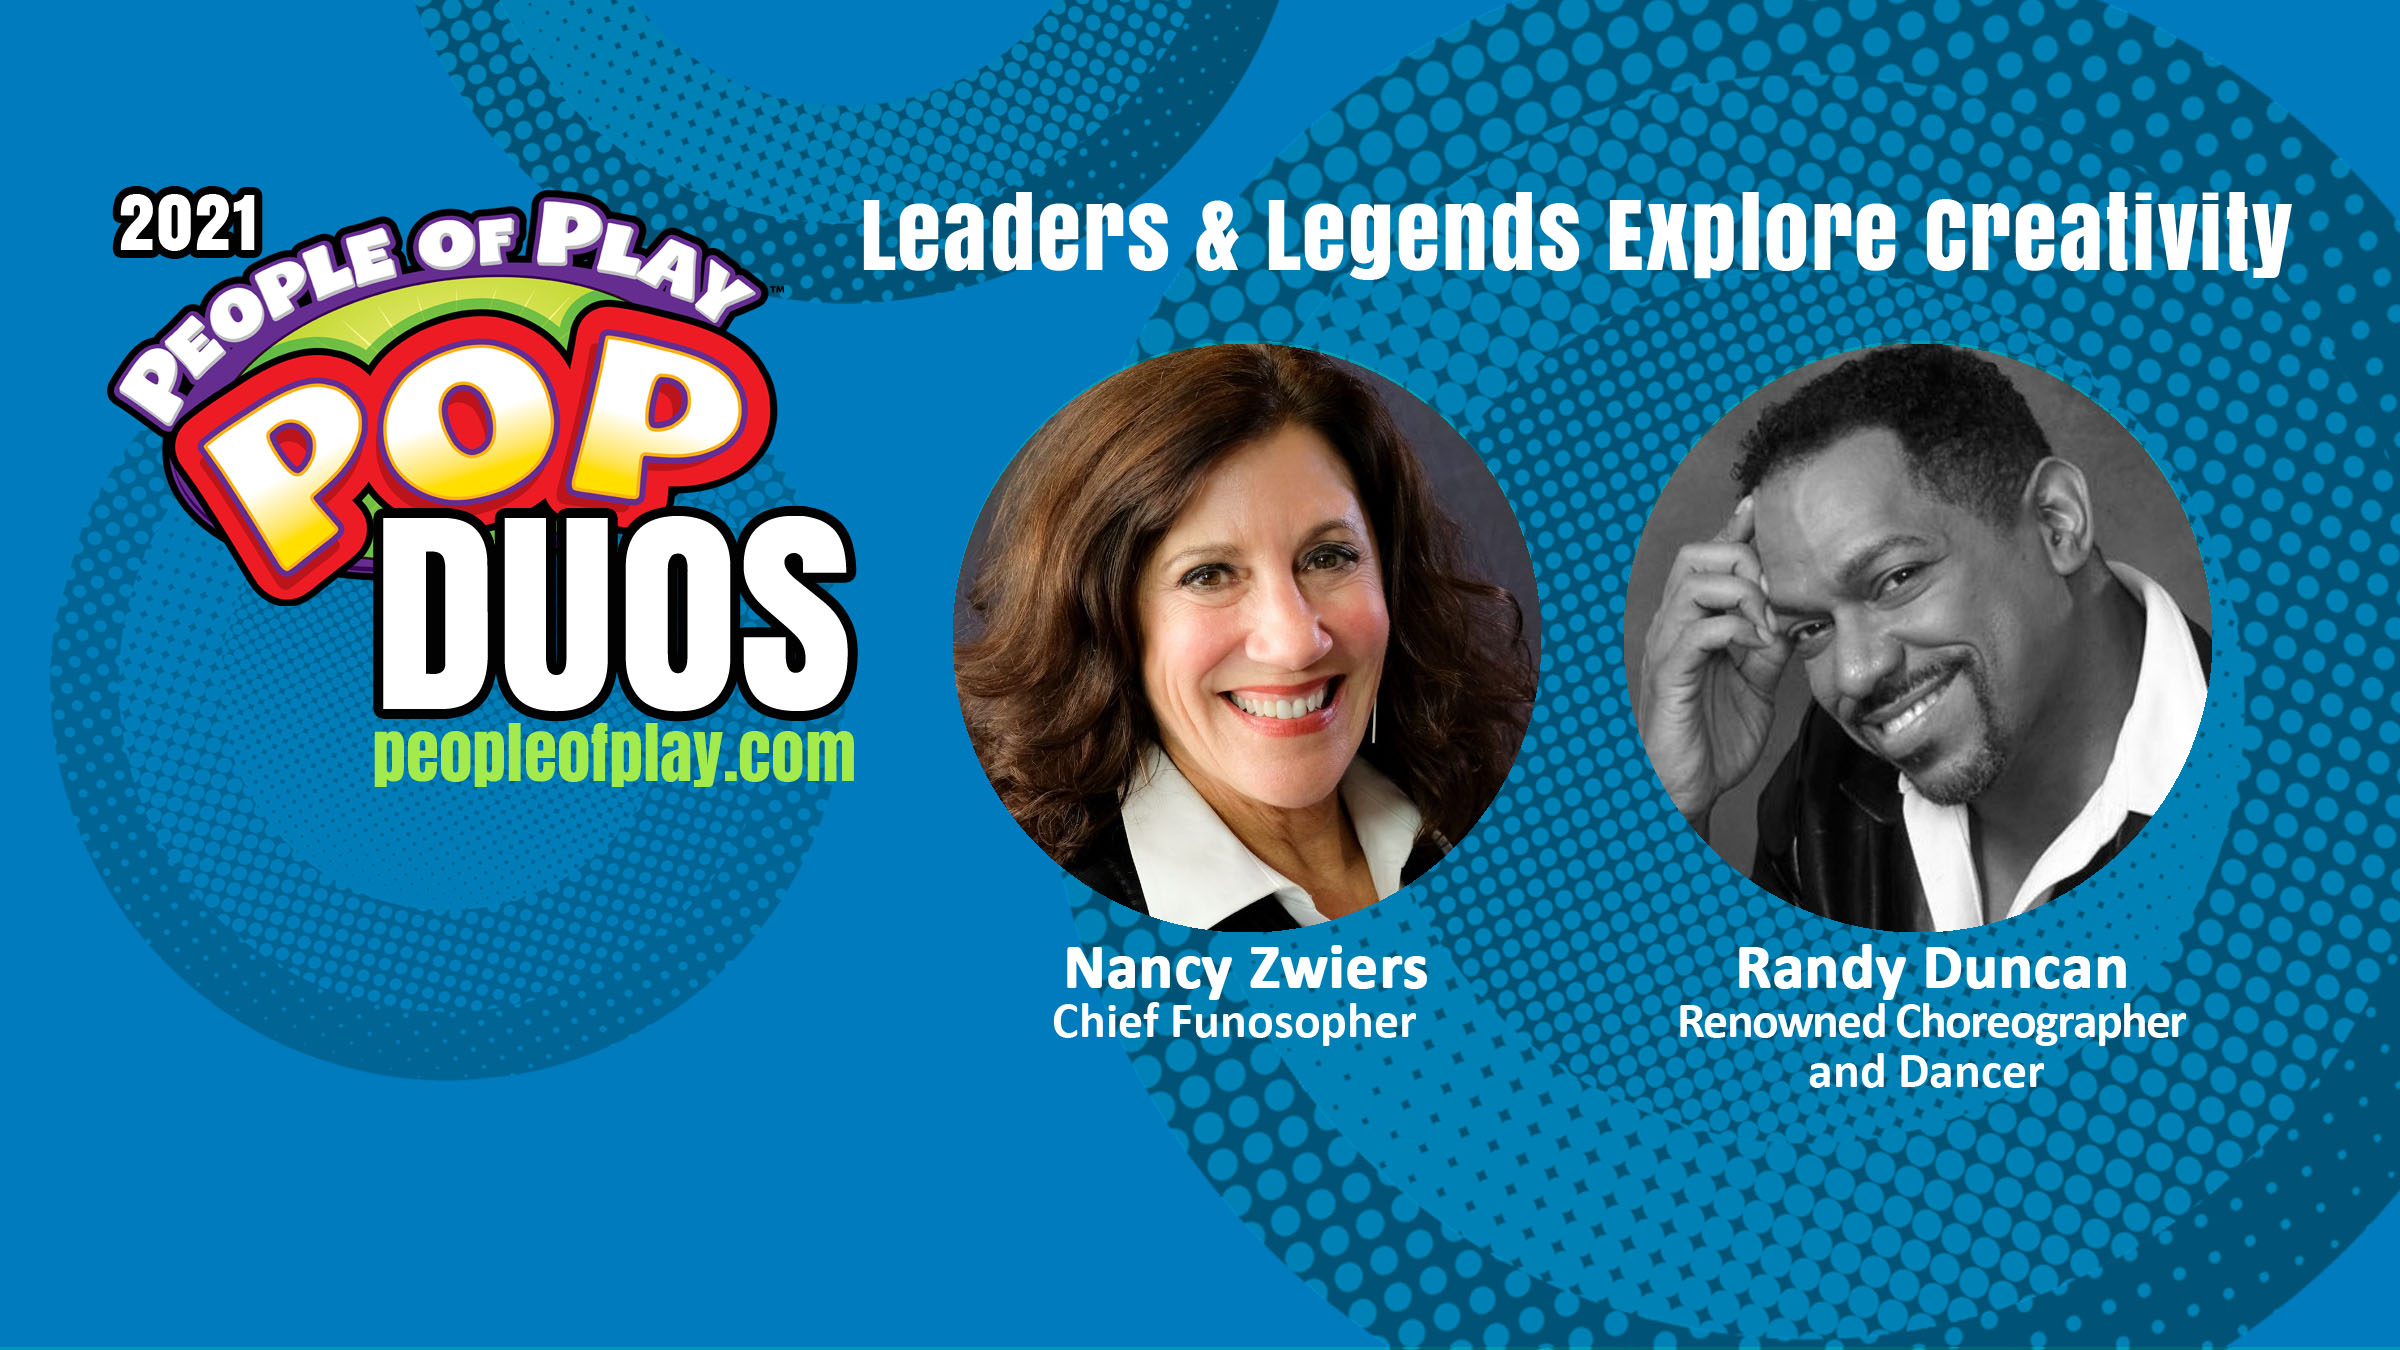 2021
PEOPLE OF PLAY™
POP
DUOS
peopleofplay.com
Leaders & Legends Explore Creativity
Nancy Zwiers
Chief Funosopher
Randy Duncan
Renowned Choreographer
and Dancer